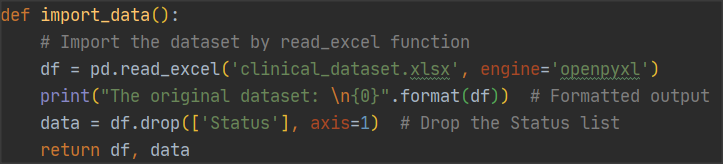 def import_data():
    # Import the dataset by read_excel function
    df = pd.read_excel('clinical_dataset.xlsx', engine='openpyxl')
    print("The original dataset: \n{0}".format(df))  # Formatted output
    data = df.drop(['Status'], axis=1)  # Drop the Status list
    return df, data